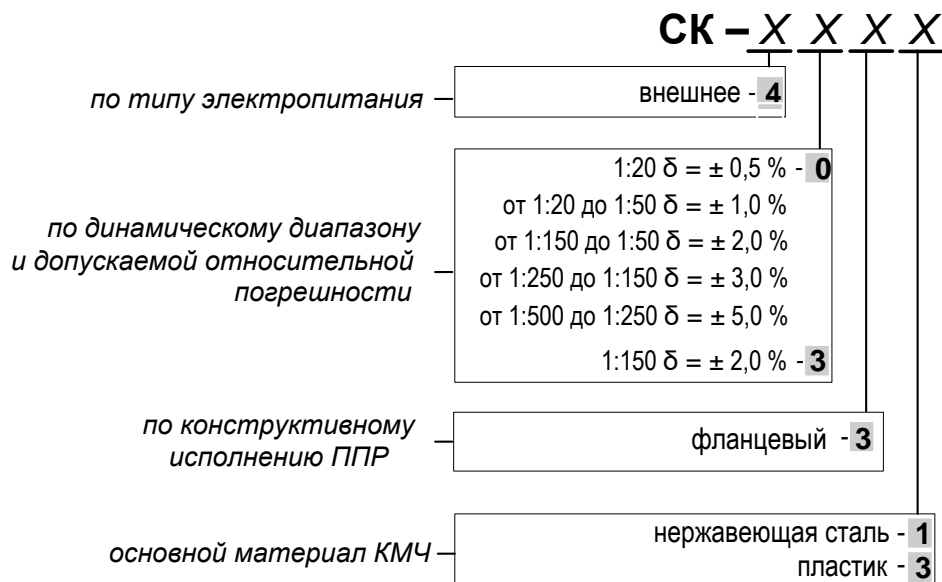 СК – X X X X
по типу электропитания
внешнее - 4
по динамическому диапазону
и допускаемой относительной
погрешности
1:20 δ = ± 0,5 % - 0
от 1:20 до 1:50 δ = ± 1,0 %
от 1:150 до 1:50 δ = ± 2,0 %
от 1:250 до 1:150 δ = ± 3,0 %
от 1:500 до 1:250 δ = ± 5,0 %
1:150 δ = ± 2,0 % - 3
по конструктивному
исполнению ППР
фланцевый - 3
основной материал КМЧ
нержавеющая сталь - 1
пластик - 3